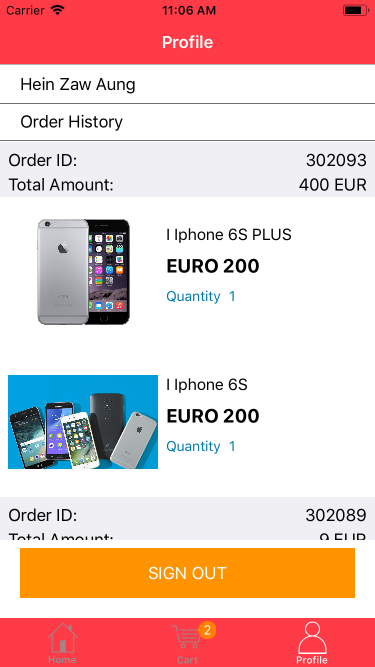 Carrier 11:06 AM
Profile
Hein Zaw Aung
Order History
Order ID: 302093
Total Amount: 400 EUR
I Iphone 6S PLUS
EURO 200
Quantity 1
I Iphone 6S
EURO 200
Quantity 1
Order ID: 302089
Total Amount: 9 EUR
SIGN OUT
2
Home Cart Profile